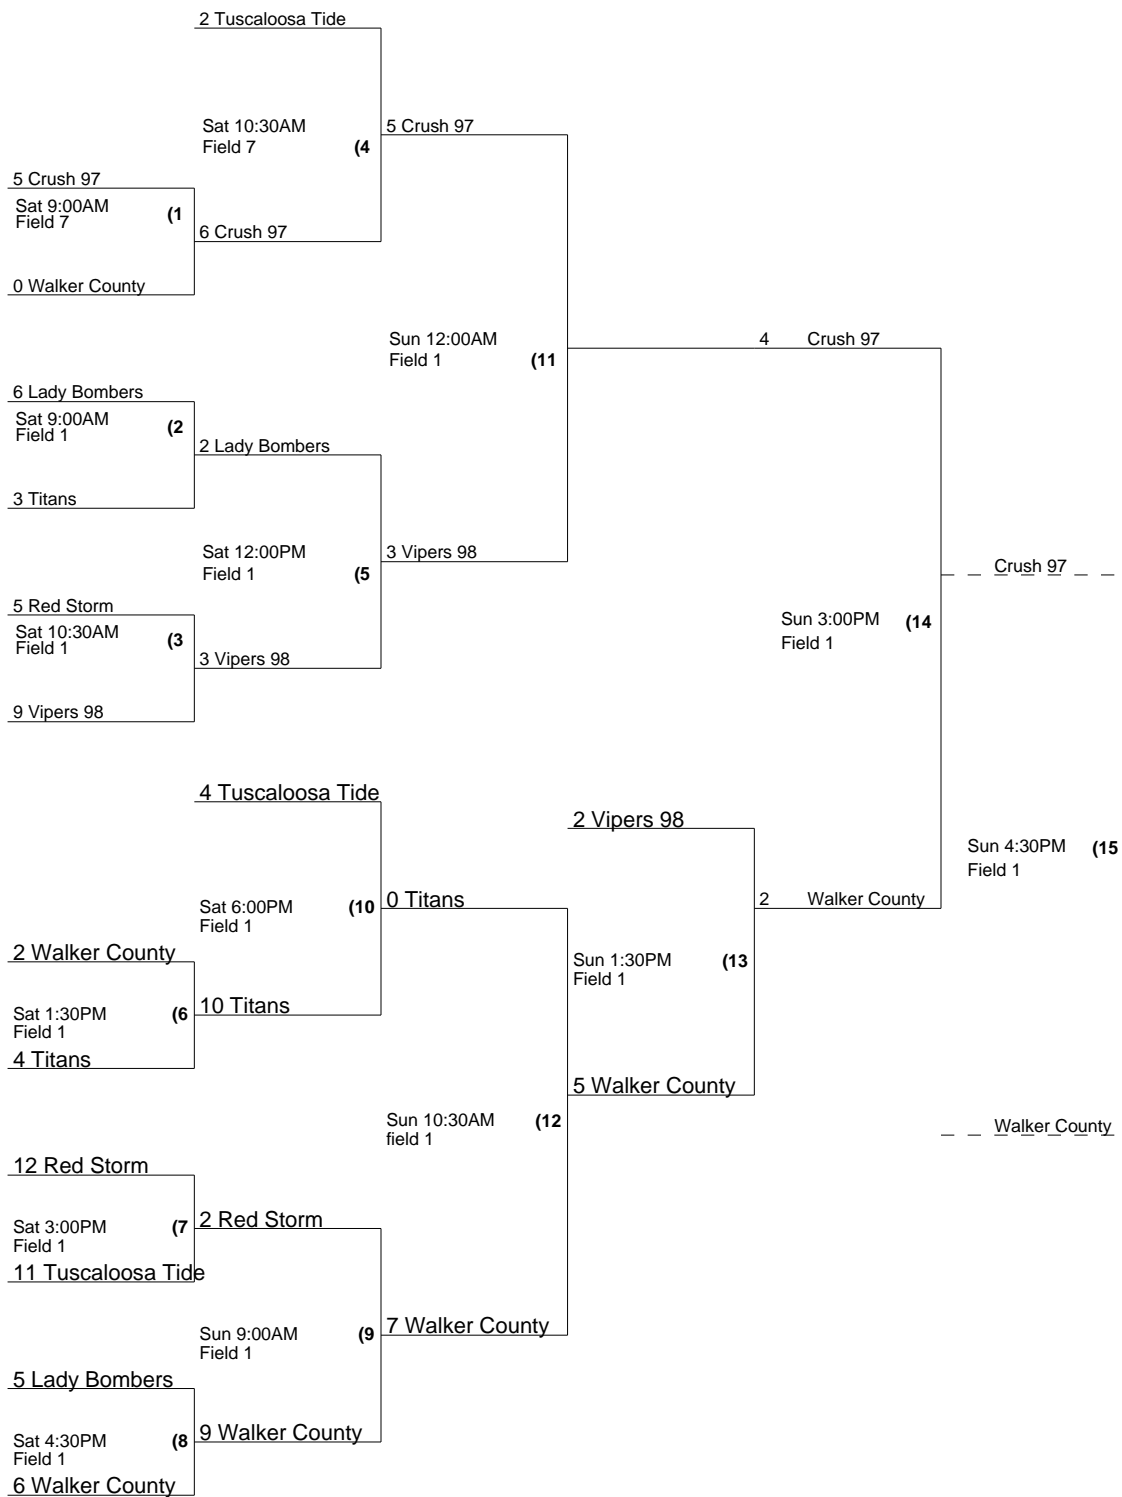 2 Tuscaloosa Tide
Sat 10:30AM
Field 7
(4
5 Crush 97
5 Crush 97
Sat 9:00AM
Field 7
(1
6 Crush 97
0 Walker County
Sun 12:00AM
Field 1
(11
4 Crush 97
6 Lady Bombers
Sat 9:00AM
Field 1
(2
2 Lady Bombers
3 Titans
Sat 12:00PM
Field 1
(5
3 Vipers 98
Crush 97
5 Red Storm
Sat 10:30AM
Field 1
(3
3 Vipers 98
9 Vipers 98
Sun 3:00PM
Field 1
(14
4 Tuscaloosa Tide
2 Vipers 98
Sun 4:30PM
Field 1
(15
Sat 6:00PM
Field 1
(10
0 Titans
2 Walker County
2 Walker County
Sat 1:30PM
Field 1
(6
10 Titans
4 Titans
Sun 1:30PM
Field 1
(13
5 Walker County
Sun 10:30AM
field 1
(12
Walker County
12 Red Storm
Sat 3:00PM
Field 1
(7
2 Red Storm
11 Tuscaloosa Tide
Sun 9:00AM
Field 1
(9
7 Walker County
5 Lady Bombers
Sat 4:30PM
Field 1
(8
9 Walker County
6 Walker County